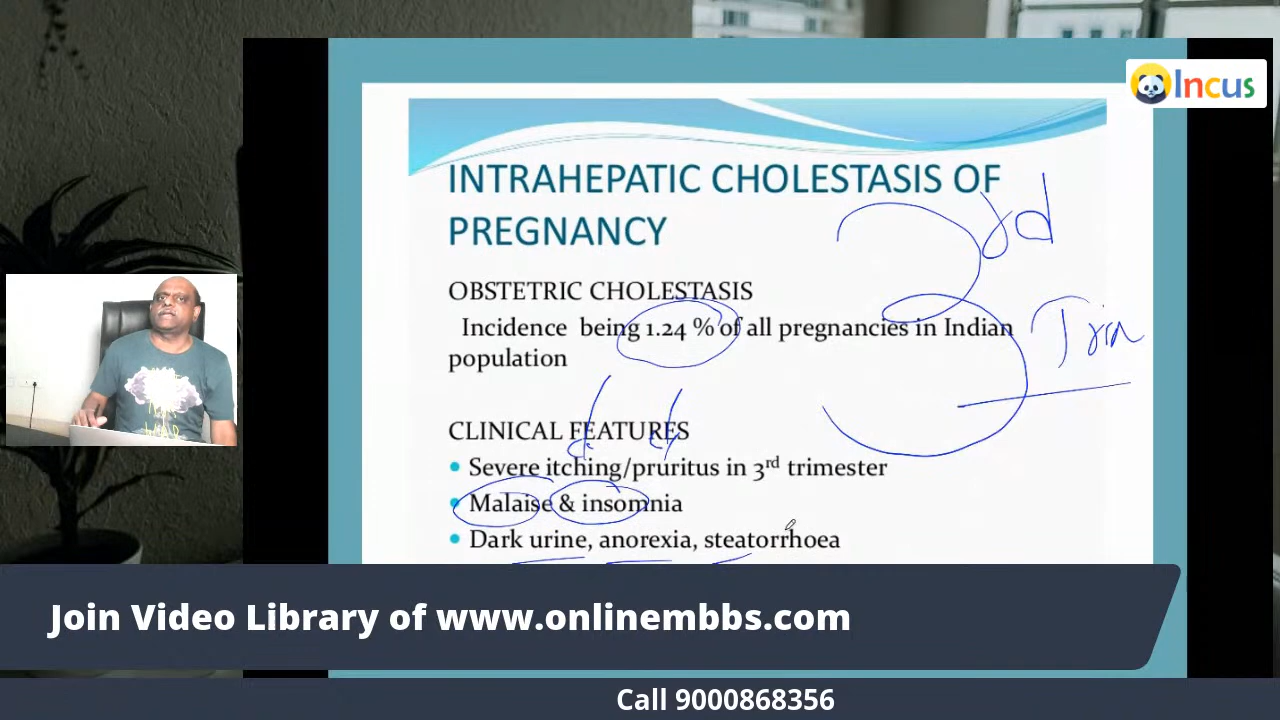 Incus
INTRAHEPATIC CHOLESTASIS OF
PREGNANCY
3rd
OBSTETRIC CHOLESTASIS
Incidence being 1.24 % of all pregnancies in Indian
population
CLINICAL FEATURES
Severe itching/pruritus in 3rd trimester
Malaise & insomnia
Dark urine, anorexia, steatorrhoea
Join Video Library of www.onlinembbs.com
Call 9000868356